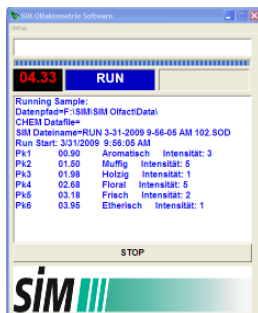 SIM Olfaktometrie Software
Setup
04.33 RUN
Running Sample:
Datenpfad=F:\SIM\SIM Olfact\Data\
CHEM Datafile=
SIM Dateiname=RUN 3-31-2009 9-56-05 AM 102.SOD
Run Start: 3/31/2009 9:56:05 AM
Pk1 00.90 Aromatisch Intensität: 3
Pk2 01.50 Muffig Intensität: 5
Pk3 01.98 Holzig Intensität: 1
Pk4 02.68 Floral Intensität: 5
Pk5 03.18 Frisch Intensität: 2
Pk6 03.95 Etherisch Intensität: 1
STOP
SIM